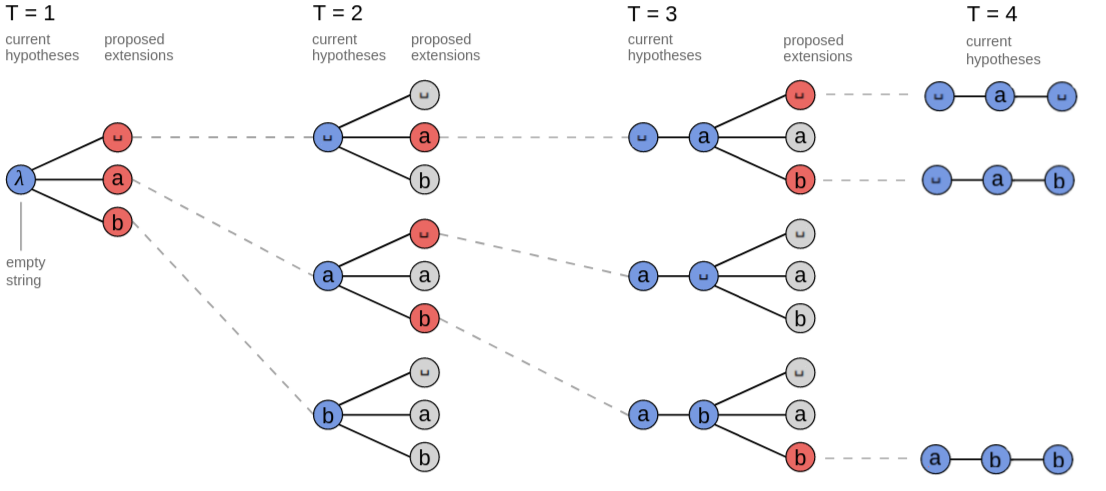 T = 1
T = 2
T = 3
T = 4
current
hypotheses
proposed
extensions
current
hypotheses
proposed
extensions
current
hypotheses
proposed
extensions
current
hypotheses
λ
␣
a
b
empty
string
␣
␣
a
b
a
␣
a
b
b
␣
a
b
␣ a
␣
a
b
a ␣
␣
a
b
a b
␣
a
b
␣ a ␣
␣ a b
a b b